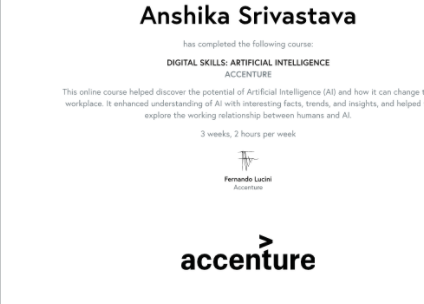 Anshika Srivastava
has completed the following course:
DIGITAL SKILLS: ARTIFICIAL INTELLIGENCE
ACCENTURE
This online course helped discover the potential of Artificial Intelligence (AI) and how it can change
workplace. It enhanced understanding of AI with interesting facts, trends, and insights, and helped
explore the working relationship between humans and AI.
3 weeks, 2 hours per week
Fernando Lucini
Accenture
accenture